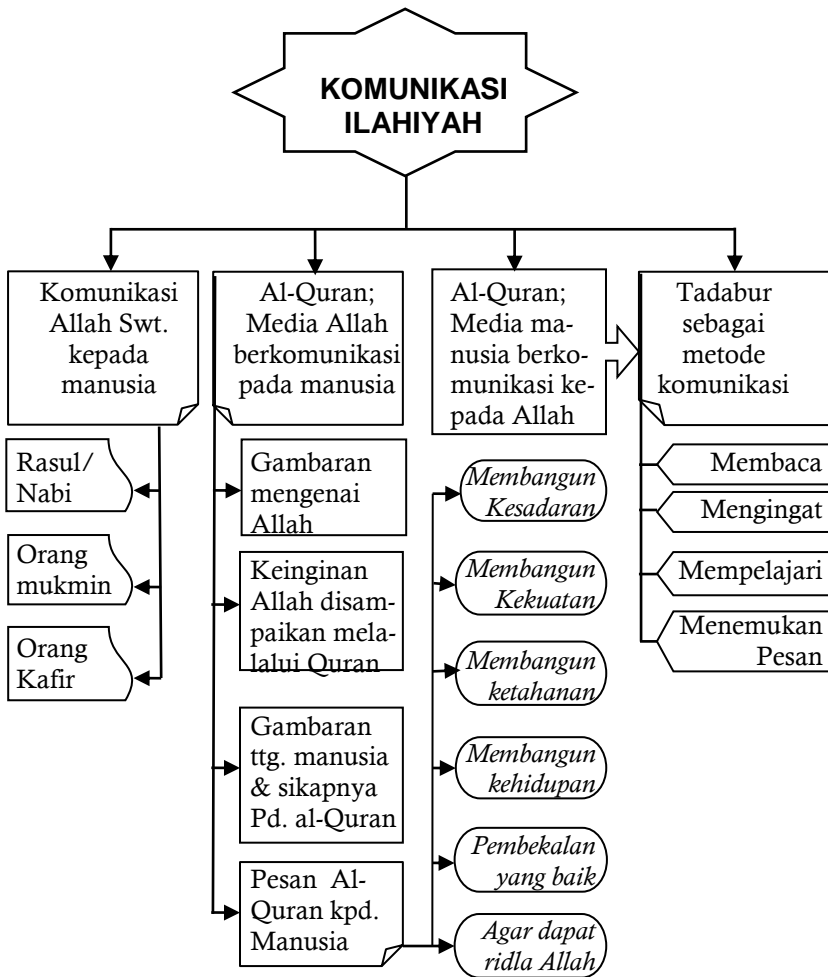 KOMUNIKASI
ILAHIYAH
Komunikasi
Allah Swt.
kepada
manusia
Al-Quran;
Media Allah
berkomunikasi
pada manusia
Al-Quran;
Media ma-
nusia berko-
munikasi ke-
pada Allah
Tadabur
sebagai
metode
komunikasi
Rasul/
Nabi
Orang
mukmin
Orang
Kafir
Gambaran
mengenai
Allah
Keinginan
Allah disam-
paikan mela-
lalui Quran
Gambaran
ttg. manusia
& sikapnya
Pd. al-Quran
Pesan Al-
Quran kpd.
Manusia
Membangun
Kesadaran
Membangun
Kekuatan
Membangun
ketahanan
Membangun
kehidupan
Pembekalan
yang baik
Agar dapat
ridla Allah
Membaca
Mengingat
Mempelajari
Menemukan
Pesan